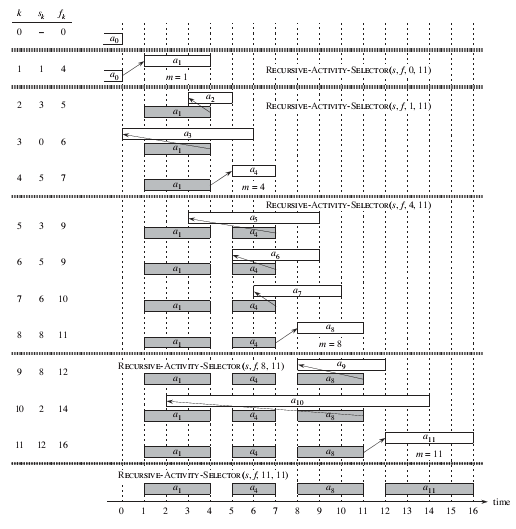 k s_k f_k
0 – 0 a_0
a_1
1 1 4 a_0 m = 1 RECURSIVE-ACTIVITY-SELECTOR(s, f, 0, 11)
2 3 5 a_2 RECURSIVE-ACTIVITY-SELECTOR(s, f, 1, 11)
a_1
3 0 6 a_3
a_1
4 5 7 a_4
a_1 m = 4
RECURSIVE-ACTIVITY-SELECTOR(s, f, 4, 11)
5 3 9 a_5
a_1 a_4
6 5 9 a_6
a_1 a_4
7 6 10 a_7
a_1 a_4
8 8 11 a_8
a_1 a_4 m = 8
9 8 12 RECURSIVE-ACTIVITY-SELECTOR(s, f, 8, 11) a_9
a_1 a_4 a_8
10 2 14 a_10
a_1 a_4 a_8
11 12 16 a_11
a_1 a_4 a_8 m = 11
RECURSIVE-ACTIVITY-SELECTOR(s, f, 11, 11)
a_1 a_4 a_8 a_11
time
0 1 2 3 4 5 6 7 8 9 10 11 12 13 14 15 16